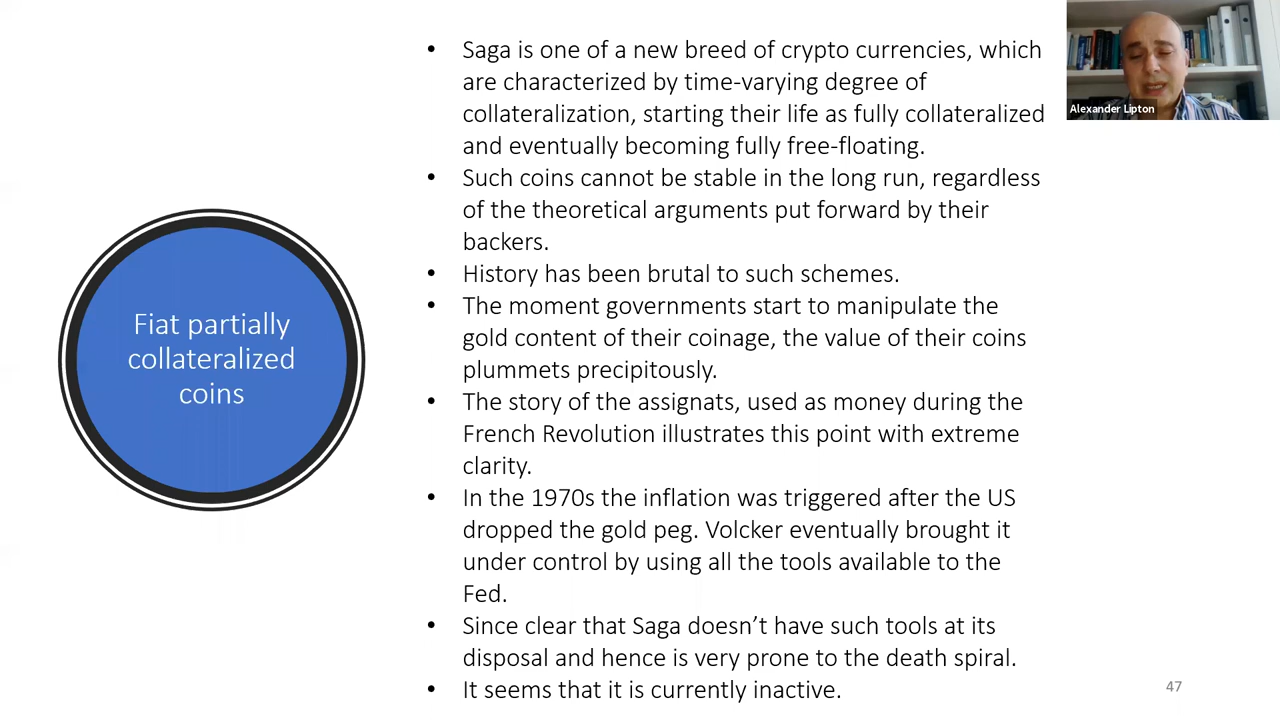 Fiat partially
collateralized
coins
• Saga is one of a new breed of crypto currencies, which
are characterized by time-varying degree of
collateralization, starting their life as fully collateralized
and eventually becoming fully free-floating.
• Such coins cannot be stable in the long run, regardless
of the theoretical arguments put forward by their
backers.
• History has been brutal to such schemes.
• The moment governments start to manipulate the
gold content of their coinage, the value of their coins
plummets precipitously.
• The story of the assignats, used as money during the
French Revolution illustrates this point with extreme
clarity.
• In the 1970s the inflation was triggered after the US
dropped the gold peg. Volcker eventually brought it
under control by using all the tools available to the
Fed.
• Since clear that Saga doesn’t have such tools at its
disposal and hence is very prone to the death spiral.
• It seems that it is currently inactive.
Alexander Lipton
47